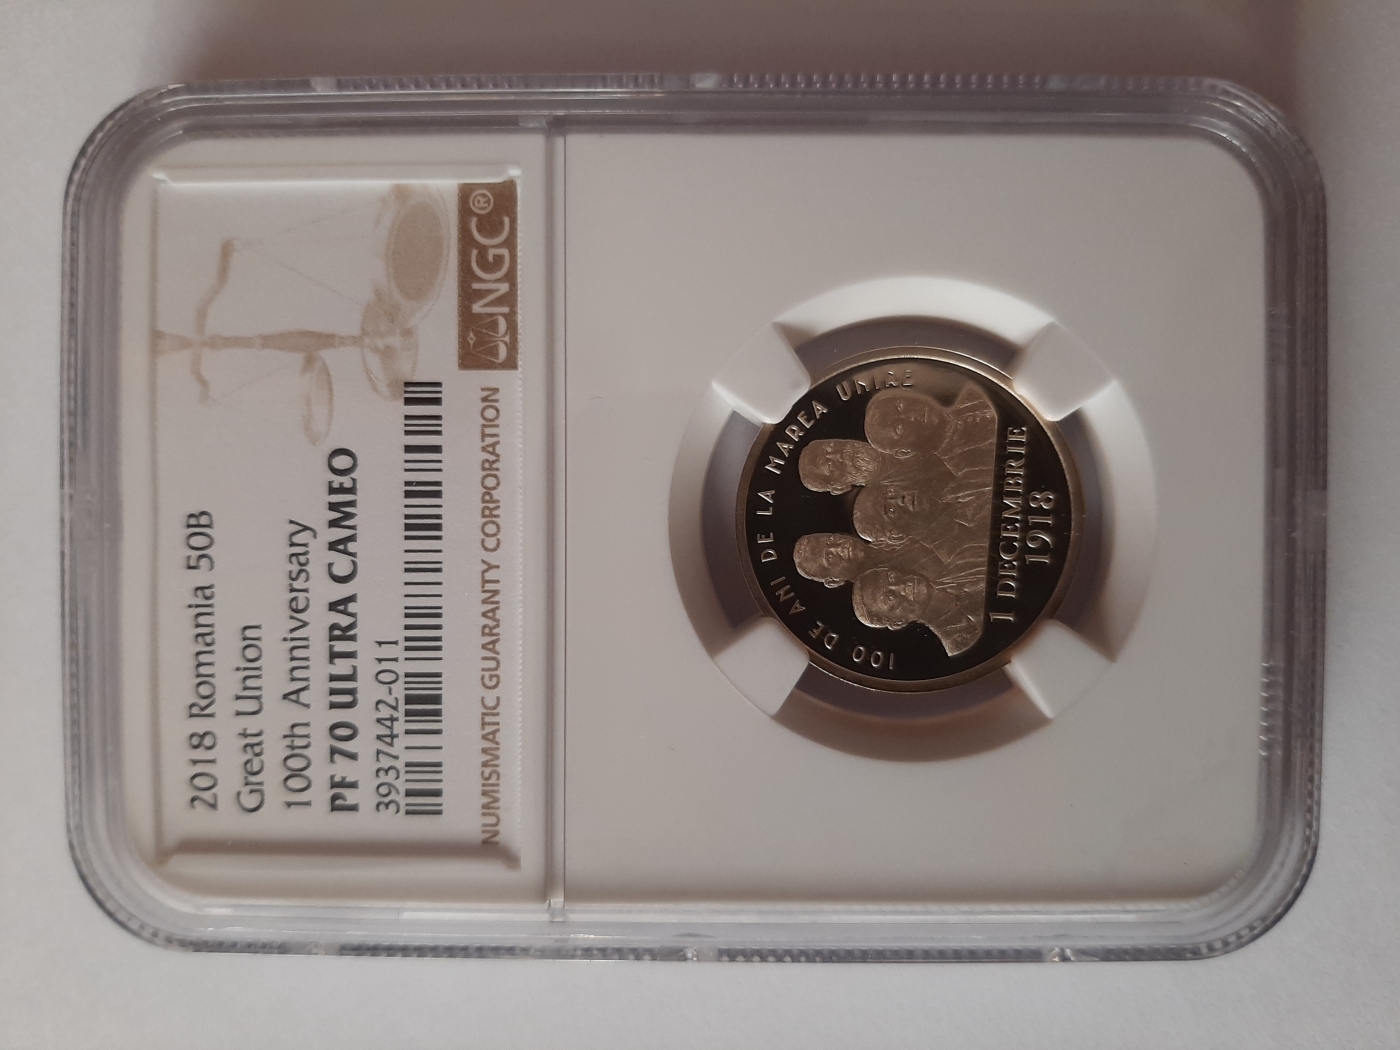 2018 Romania 50B
Great Union
100th Anniversary
PF 70 ULTRA CAMEO
3937442-011
NUMISMATIC GUARANTY CORPORATION
NGC®
100 DE ANI DE LA MAREA UNIRE
1 DECEMBRIE
1918